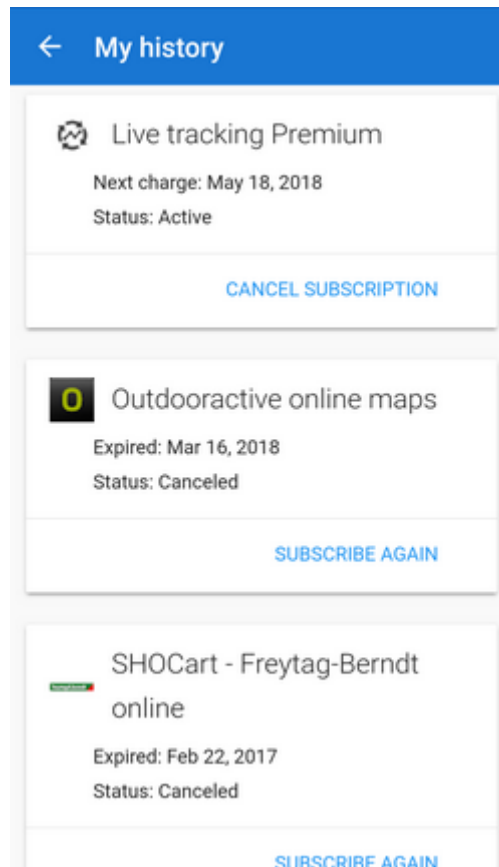 My history
Live tracking Premium
Next charge: May 18, 2018
Status: Active
CANCEL SUBSCRIPTION
O Outdooractive online maps
Expired: Mar 16, 2018
Status: Canceled
SUBSCRIBE AGAIN
SHOCart - Freytag-Berndt
online
Expired: Feb 22, 2017
Status: Canceled
SUBSCRIBE AGAIN